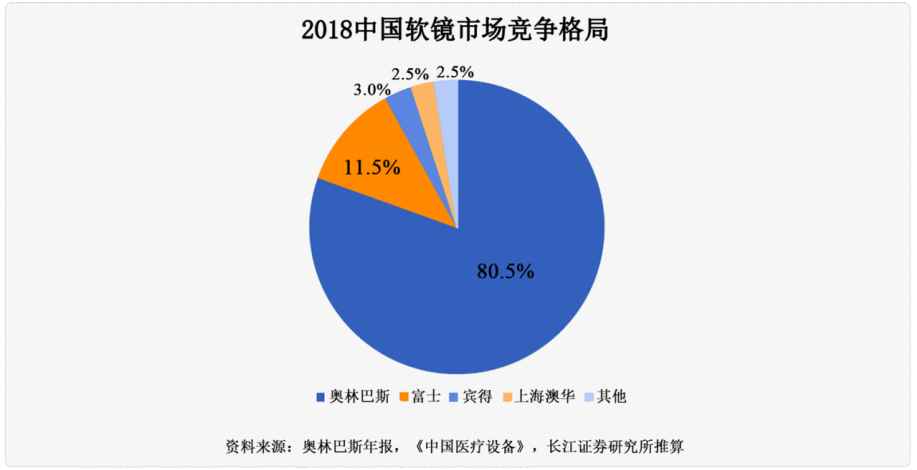 2018中国软镜市场竞争格局
2.5%
2.5%
3.0%
11.5%
80.5%
奥林巴斯 富士 宾得 上海澳华 其他
资料来源：奥林巴斯年报，《中国医疗设备》，长江证券研究所推算